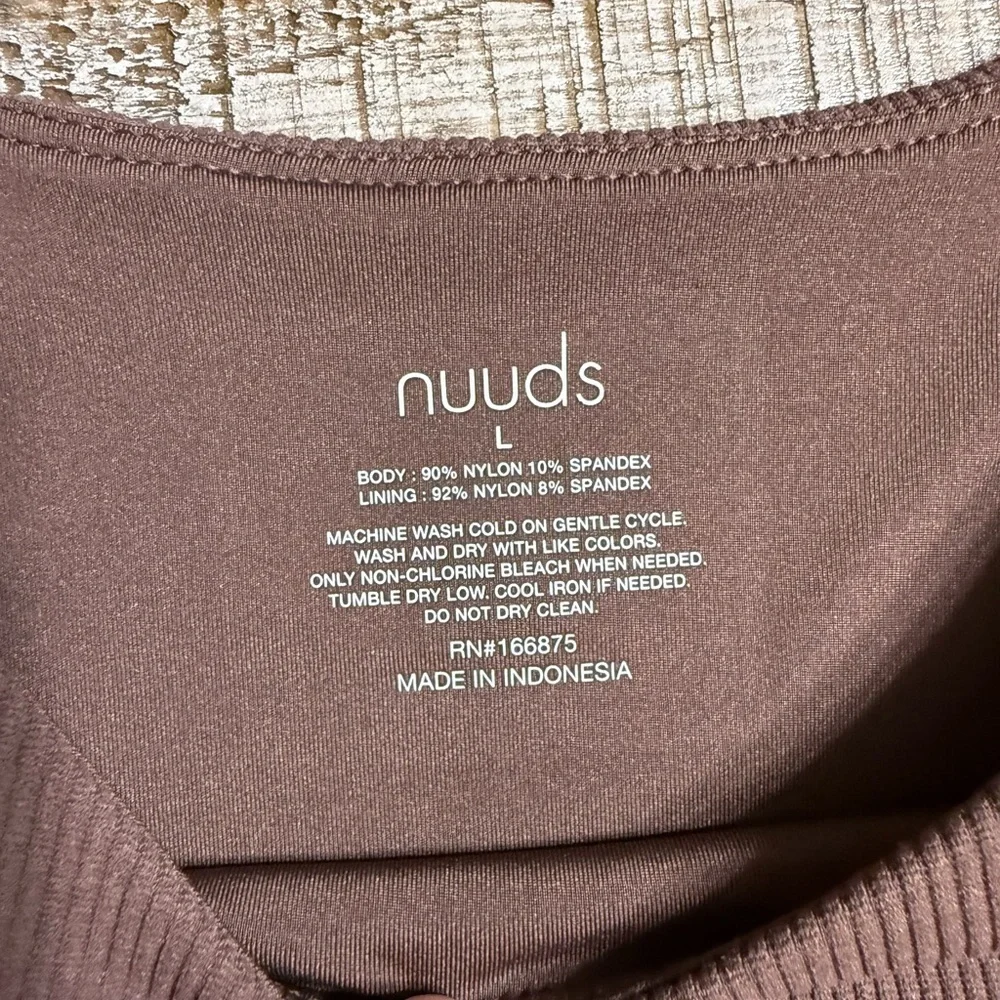 nuuds
L
BODY : 90% NYLON 10% SPANDEX
LINING : 92% NYLON 8% SPANDEX
MACHINE WASH COLD ON GENTLE CYCLE.
WASH AND DRY WITH LIKE COLORS.
ONLY NON-CHLORINE BLEACH WHEN NEEDED.
TUMBLE DRY LOW. COOL IRON IF NEEDED.
DO NOT DRY CLEAN.
RN#166875
MADE IN INDONESIA